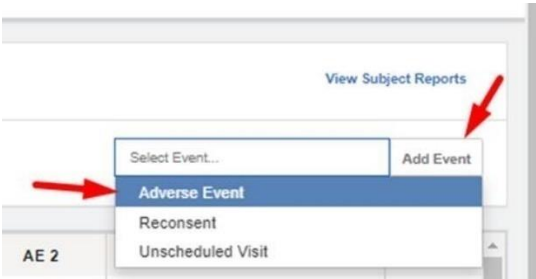 View Subject Reports
Select Event... Add Event
Adverse Event
Reconsent
Unscheduled Visit
AE 2